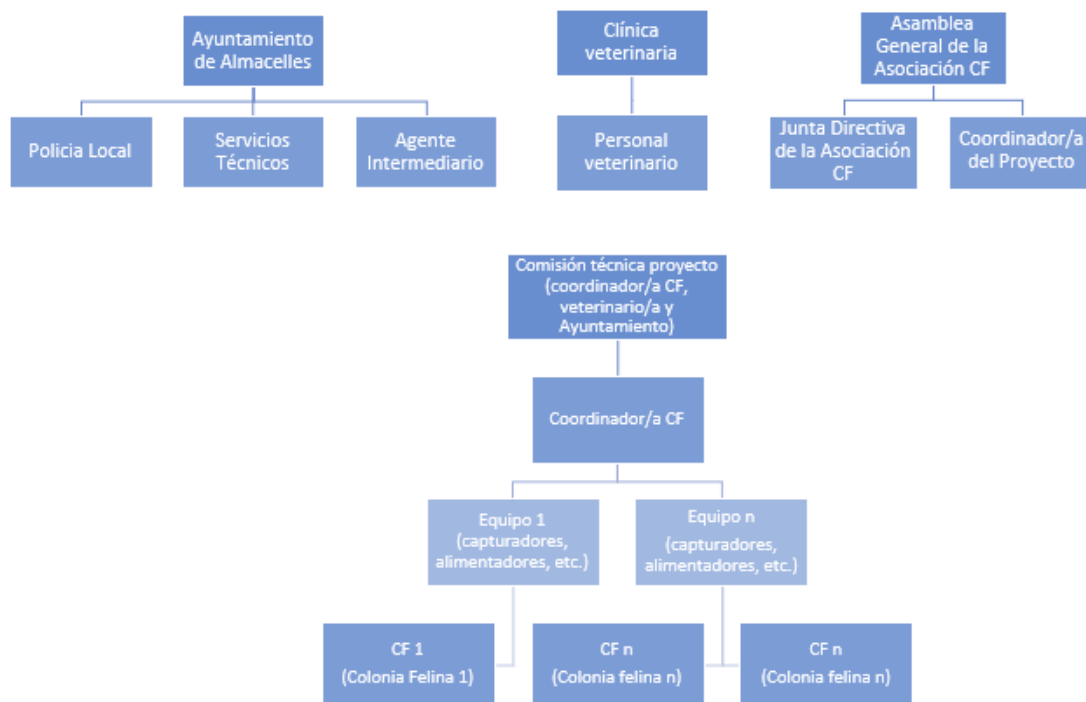 Ayuntamiento
de Almacelles
Clínica
veterinaria
Asamblea
General de la
Asociación CF
Policia Local
Servicios
Técnicos
Agente
Intermediario
Personal
veterinario
Junta Directiva
de la Asociación
CF
Coordinador/a
del Proyecto
Comisión técnica proyecto
(coordinador/a CF,
veterinario/a y
Ayuntamiento)
Coordinador/a CF
Equipo 1
(capturadores,
alimentadores, etc.)
Equipo n
(capturadores,
alimentadores, etc.)
CF 1
(Colonia Felina 1)
CF n
(Colonia felina n)
CF n
(Colonia felina n)